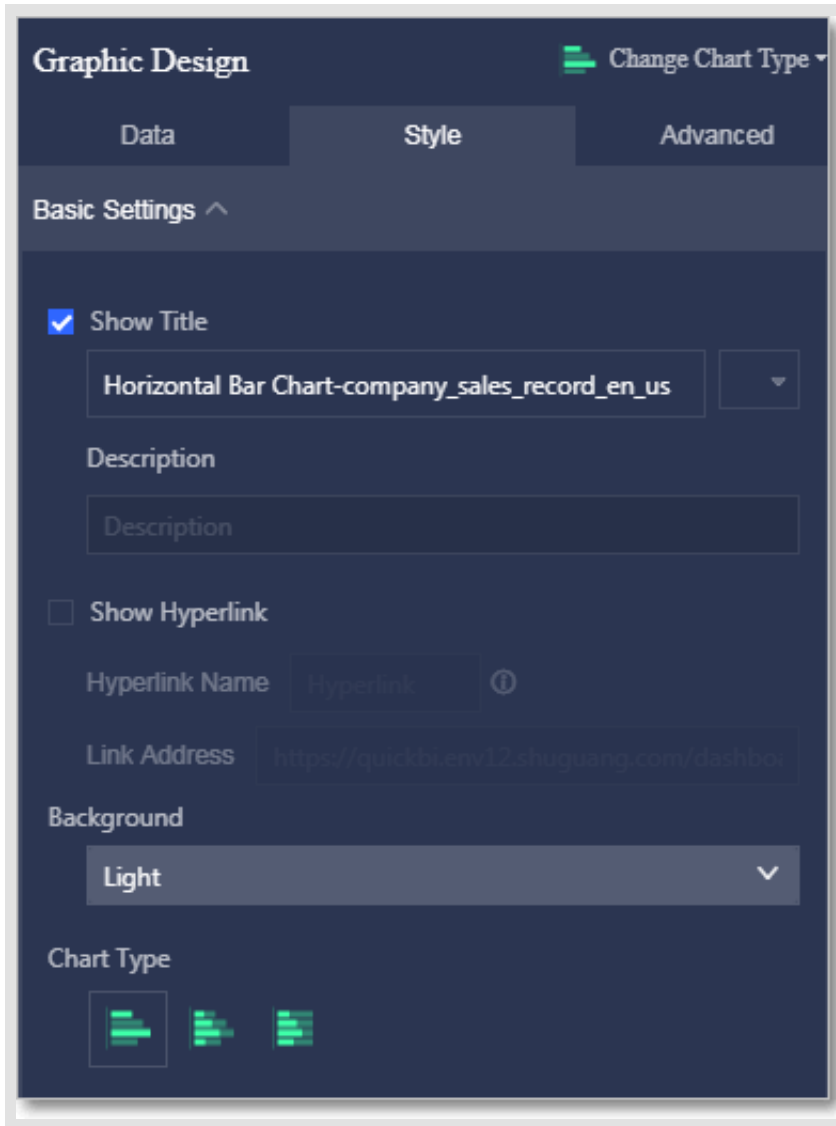 Graphic Design Change Chart Type
Data Style Advanced
Basic Settings
Show Title
Horizontal Bar Chart-company_sales_record_en_us
Description
Description
Show Hyperlink
Hyperlink Name Hyperlink
Link Address https://quickbi.env12.shuguang.com/dashboa
Background
Light
Chart Type